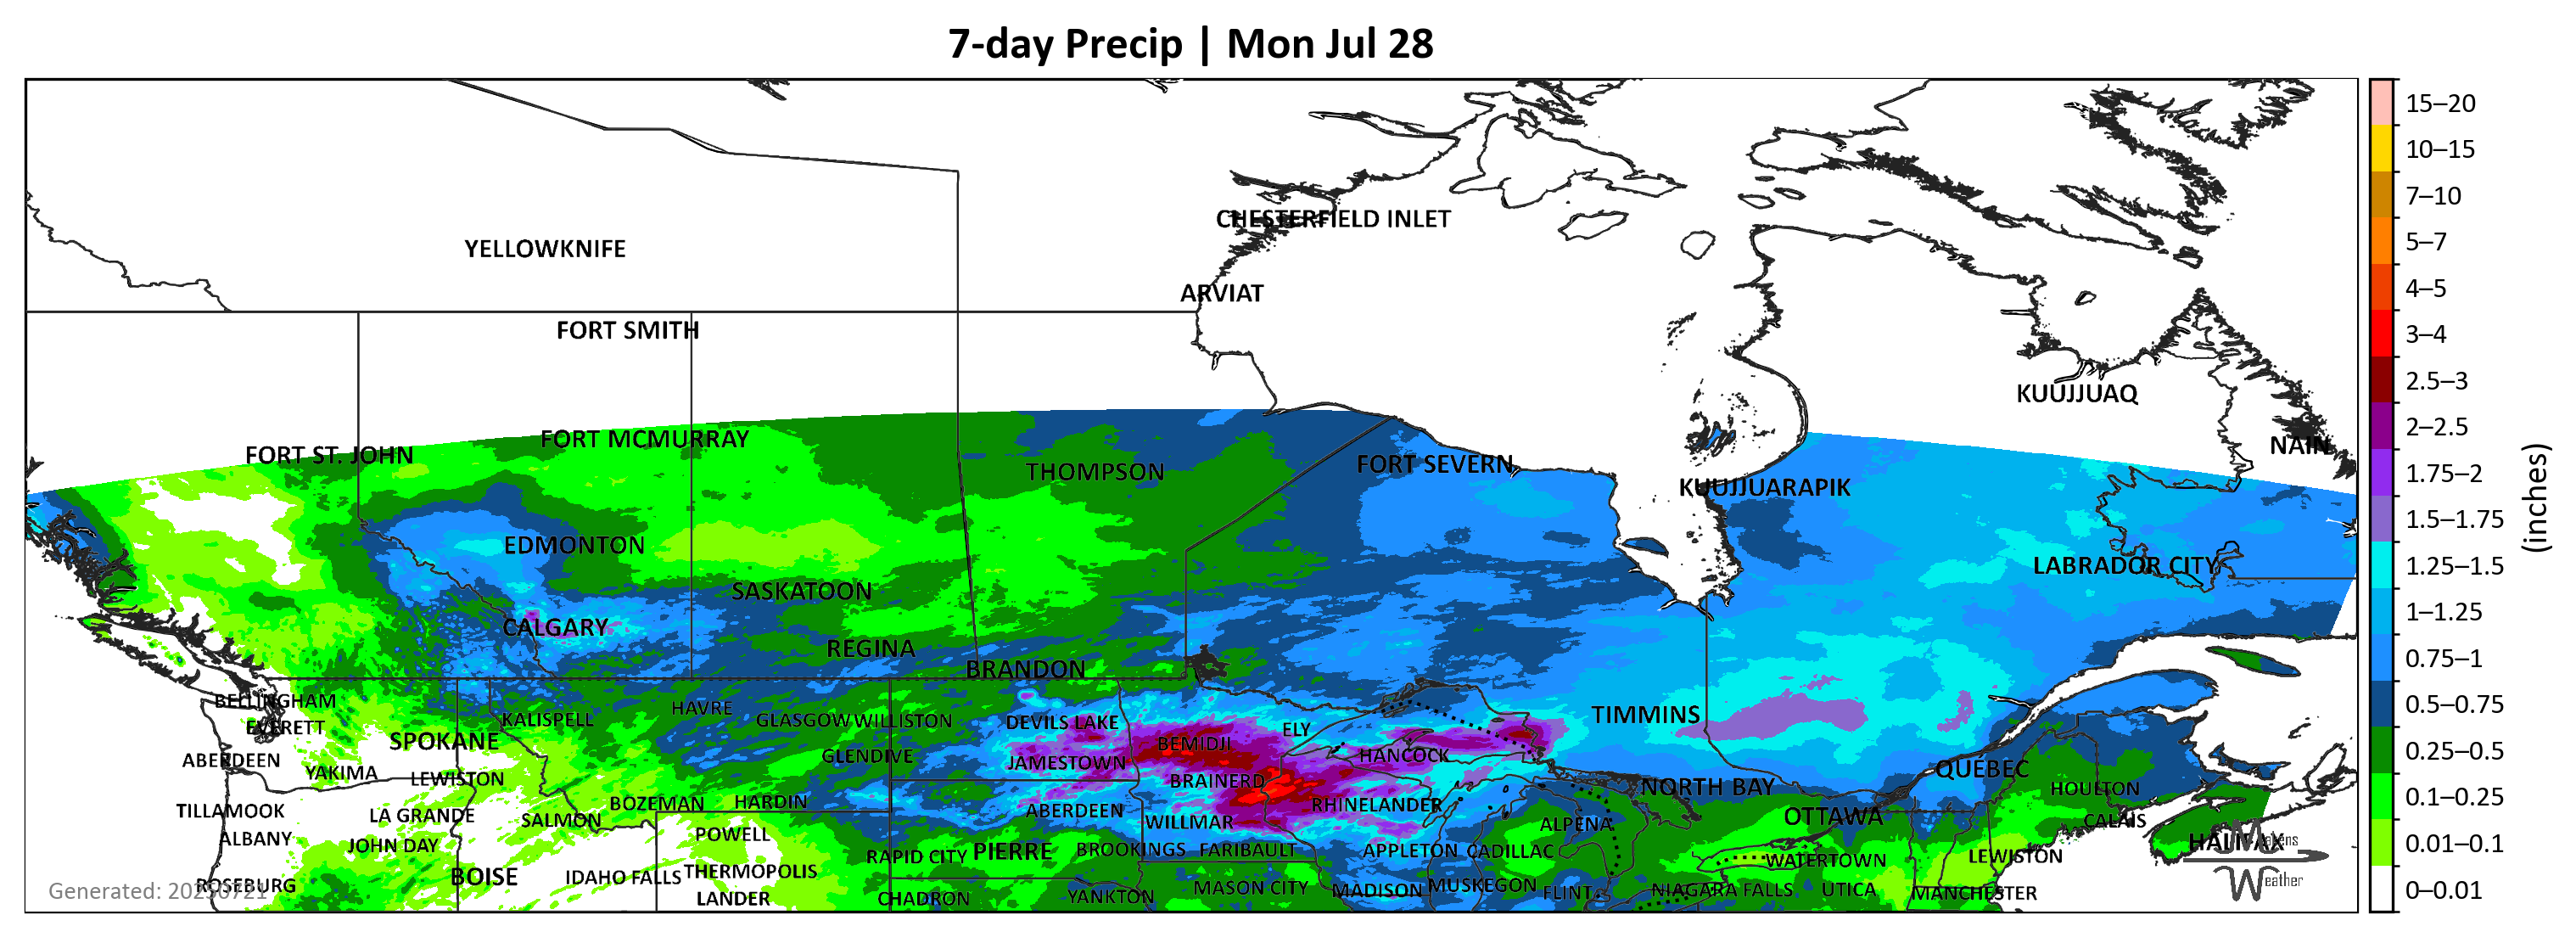 7-day Precip | Mon Jul 28
CHESTERFIELD INLET
YELLOWKNIFE
ARVIAT
FORT SMITH
KUUJJUAQ
FORT MCMURRAY
NAIN
FORT ST. JOHN
THOMPSON
FORT SEVERN
KUUJJUARAPIK
EDMONTON
LABRADOR CITY
SASKATOON
CALGARY
REGINA
BRANDON
BELLINGHAM
HAVRE
KALISPELL
GLASGOW
WILLISTON
DEVILS LAKE
TIMMINS
EVERETT
ELY
SPOKANE
BEMIDJI
ABERDEEN
GLENDIVE
JAMESTOWN
HANCOCK
QUEBEC
YAKIMA
LEWISTON
BRAINERD
NORTH BAY
HOULTON
BOZEMAN
HARDIN
RHINELANDER
TILLAMOOK
LA GRANDE
SALMON
ABERDEEN
WILLMAR
ALPENA
OTTAWA
CALAIS
ALBANY
POWELL
JOHN DAY
HALIFAX
RAPID CITY
PIERRE
BROOKINGS
FARIBAULT
APPLETON
CADILLAC
WATERTOWN
LEWISTON
BOISE
IDAHO FALLS
THERMOPOLIS
ROSEBURG
MASON CITY
MADISON
MUSKEGON
FLINT
NIAGARA FALLS
UTICA
MANCHESTER
LANDER
CHADRON
YANKTON
Generated: 20250721
Weather
15–20
10–15
7–10
5–7
4–5
3–4
2.5–3
2–2.5
1.75–2
1.5–1.75
1.25–1.5
1–1.25
0.75–1
0.5–0.75
0.25–0.5
0.1–0.25
0.01–0.1
0–0.01
(inches)